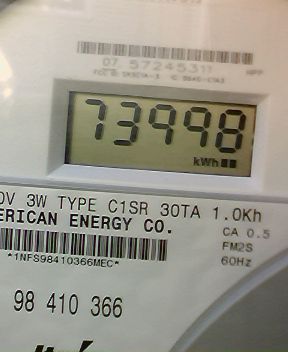 07 57245311
73998
kWh
0V 3W TYPE C1SR 30TA 1.0Kh
ERICAN ENERGY CO.
CA 0.5
FM2S
60Hz
*1NFS98410366MEC*
98 410 366